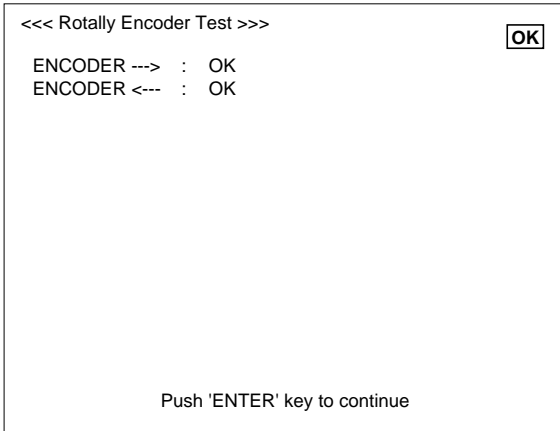 <<< Rotally Encoder Test >>>
OK
ENCODER ---> : OK
ENCODER <--- : OK
Push 'ENTER' key to continue